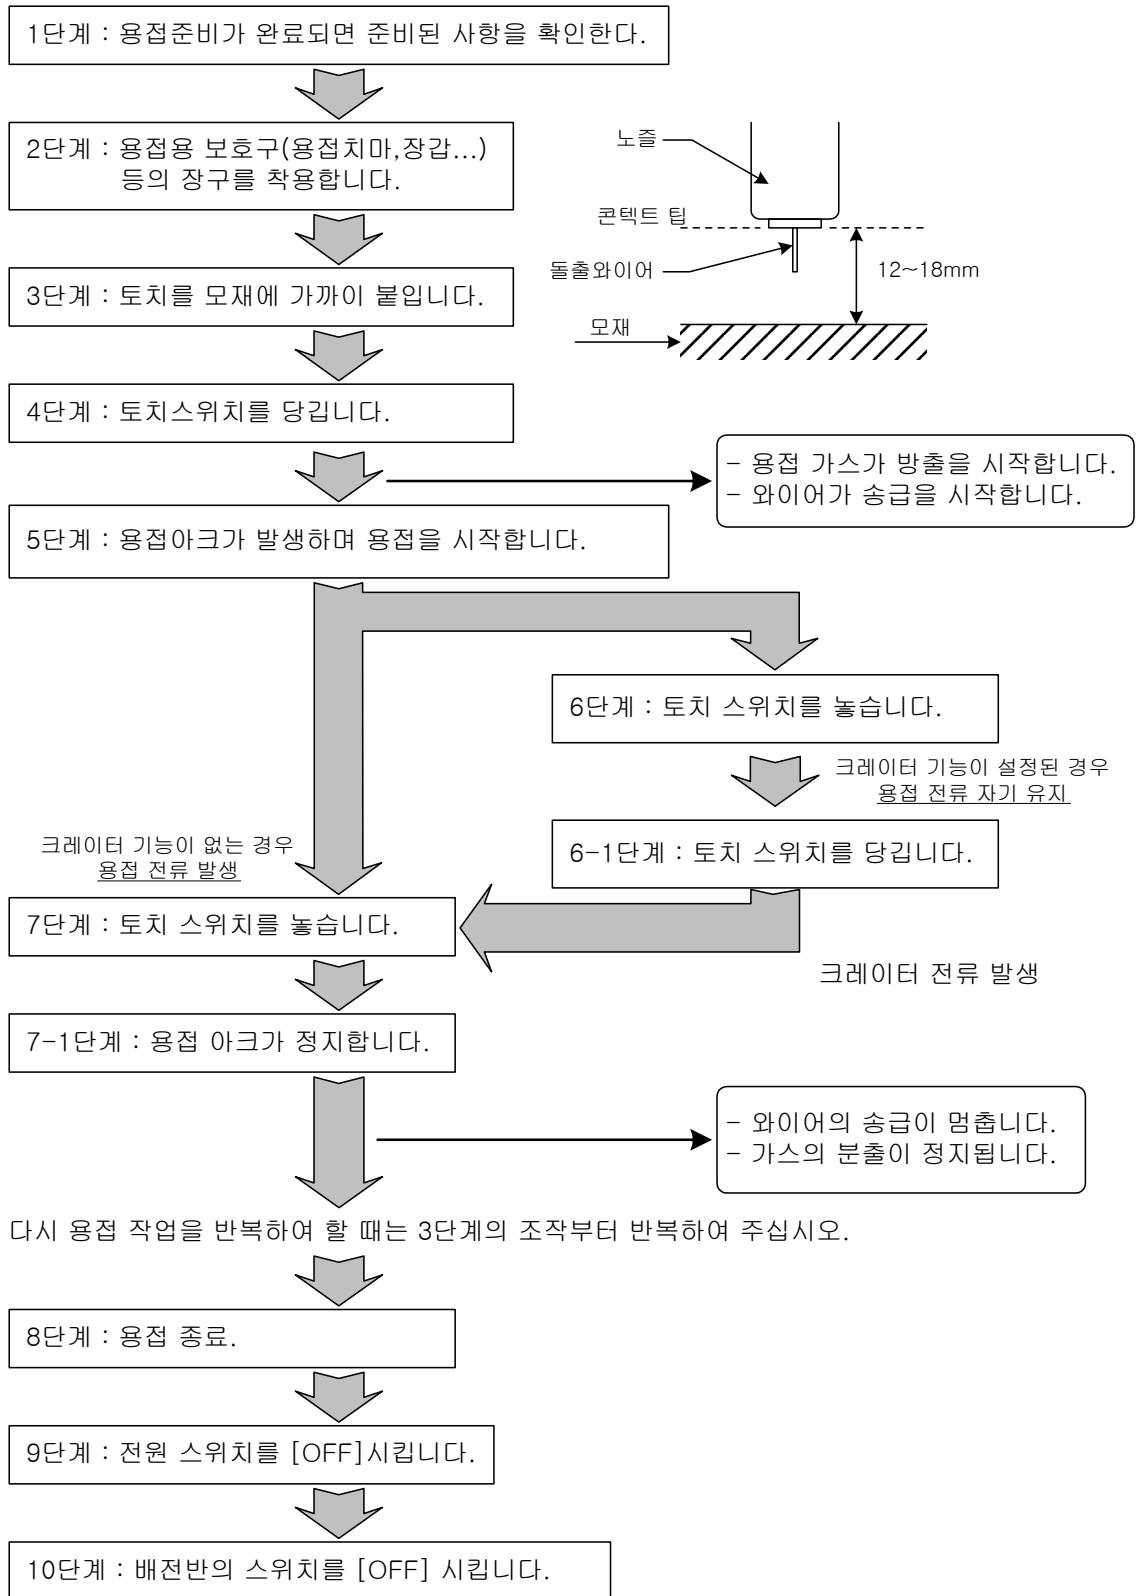 1단계 : 용접준비가 완료되면 준비된 사항을 확인한다.
2단계 : 용접용 보호구(용접치마,장갑...)
등의 장구를 착용합니다.
노즐
콘텍트 팁
돌출와이어
12~18mm
모재
3단계 : 토치를 모재에 가까이 붙입니다.
4단계 : 토치스위치를 당깁니다.
- 용접 가스가 방출을 시작합니다.
- 와이어가 송급을 시작합니다.
5단계 : 용접아크가 발생하며 용접을 시작합니다.
6단계 : 토치 스위치를 놓습니다.
크레이터 기능이 설정된 경우
용접 전류 자기 유지
6-1단계 : 토치 스위치를 당깁니다.
크레이터 기능이 없는 경우
용접 전류 발생
7단계 : 토치 스위치를 놓습니다.
크레이터 전류 발생
7-1단계 : 용접 아크가 정지합니다.
- 와이어의 송급이 멈춥니다.
- 가스의 분출이 정지됩니다.
다시 용접 작업을 반복하여 할 때는 3단계의 조작부터 반복하여 주십시오.
8단계 : 용접 종료.
9단계 : 전원 스위치를 [OFF]시킵니다.
10단계 : 배전반의 스위치를 [OFF] 시킵니다.